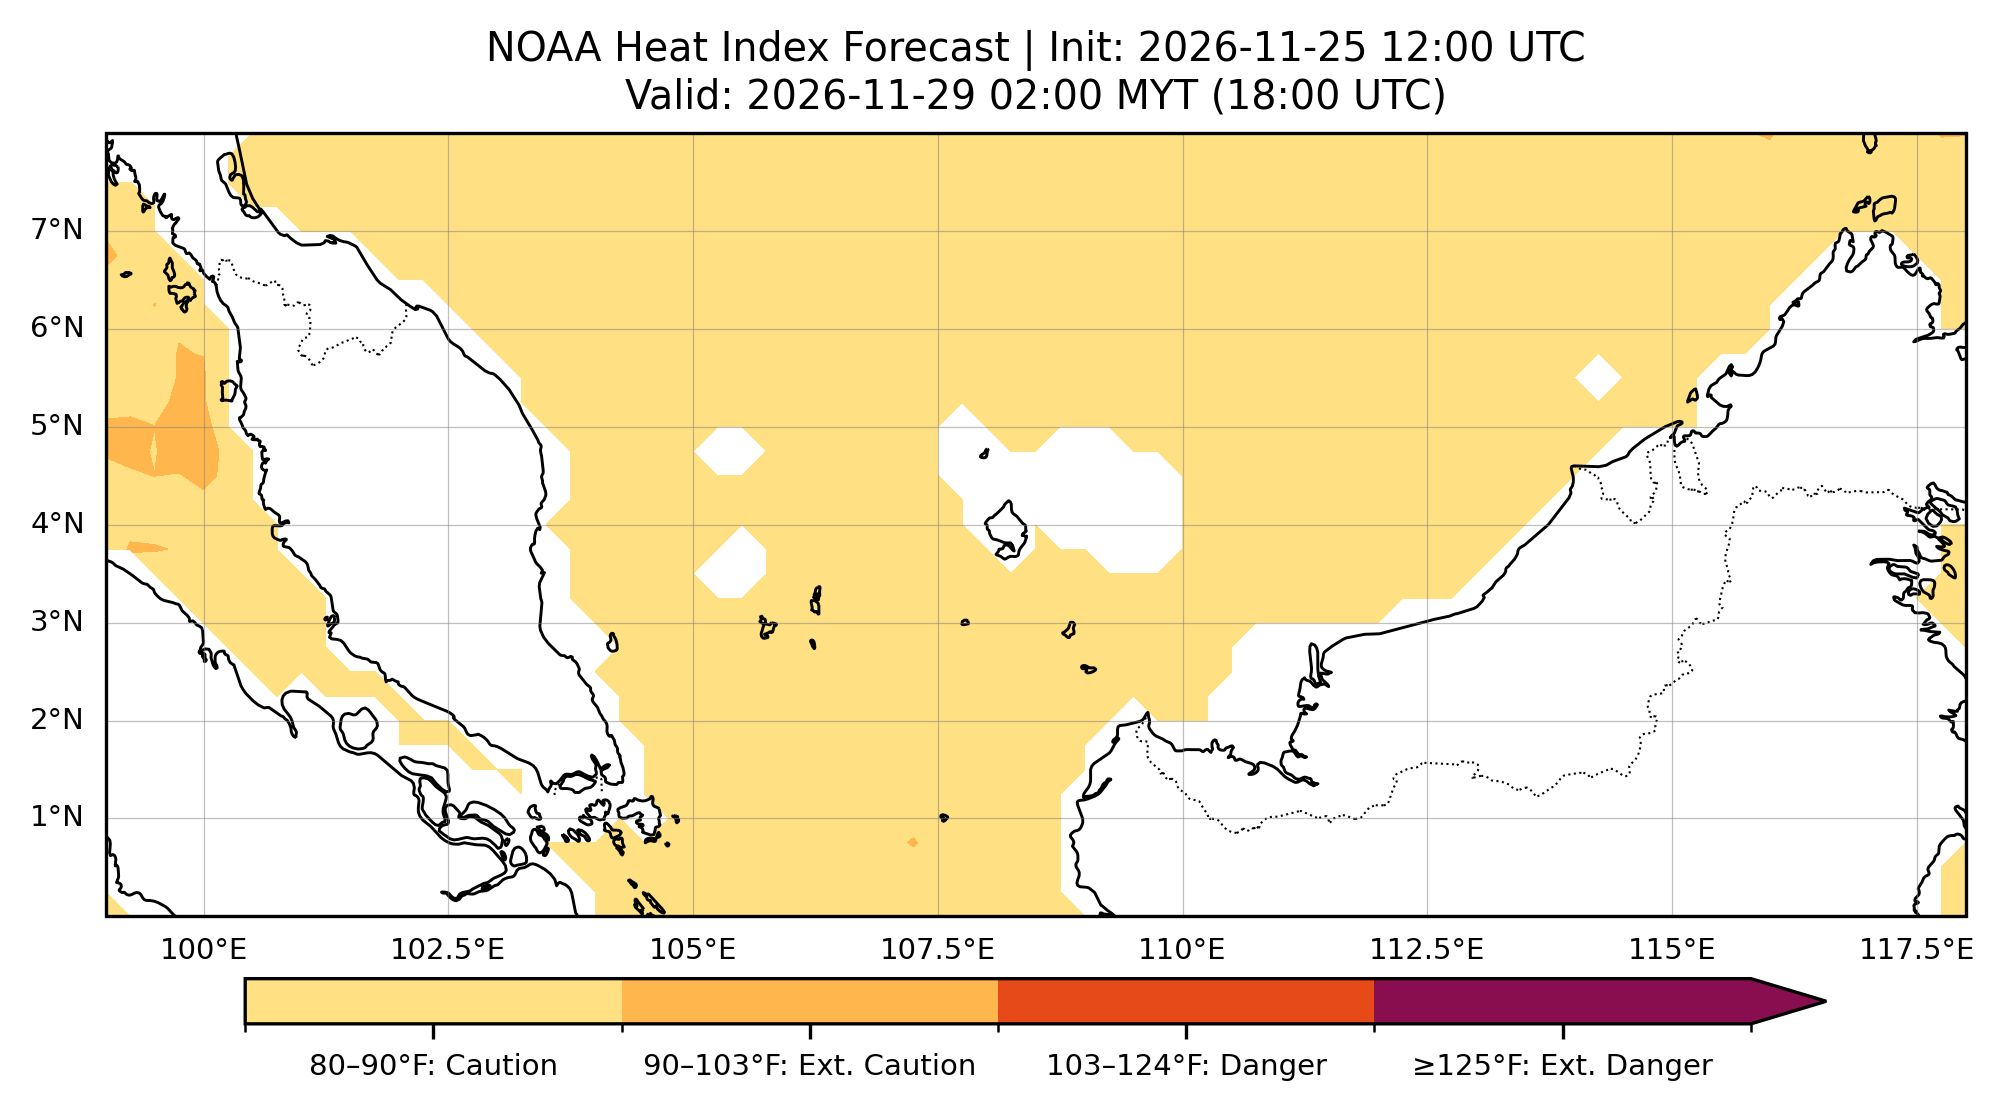 NOAA Heat Index Forecast | Init: 2026-11-25 12:00 UTC
Valid: 2026-11-29 02:00 MYT (18:00 UTC)
7°N
6°N
5°N
4°N
3°N
2°N
1°N
100°E 102.5°E 105°E 107.5°E 110°E 112.5°E 115°E 117.5°E
80–90°F: Caution 90–103°F: Ext. Caution 103–124°F: Danger ≥125°F: Ext. Danger